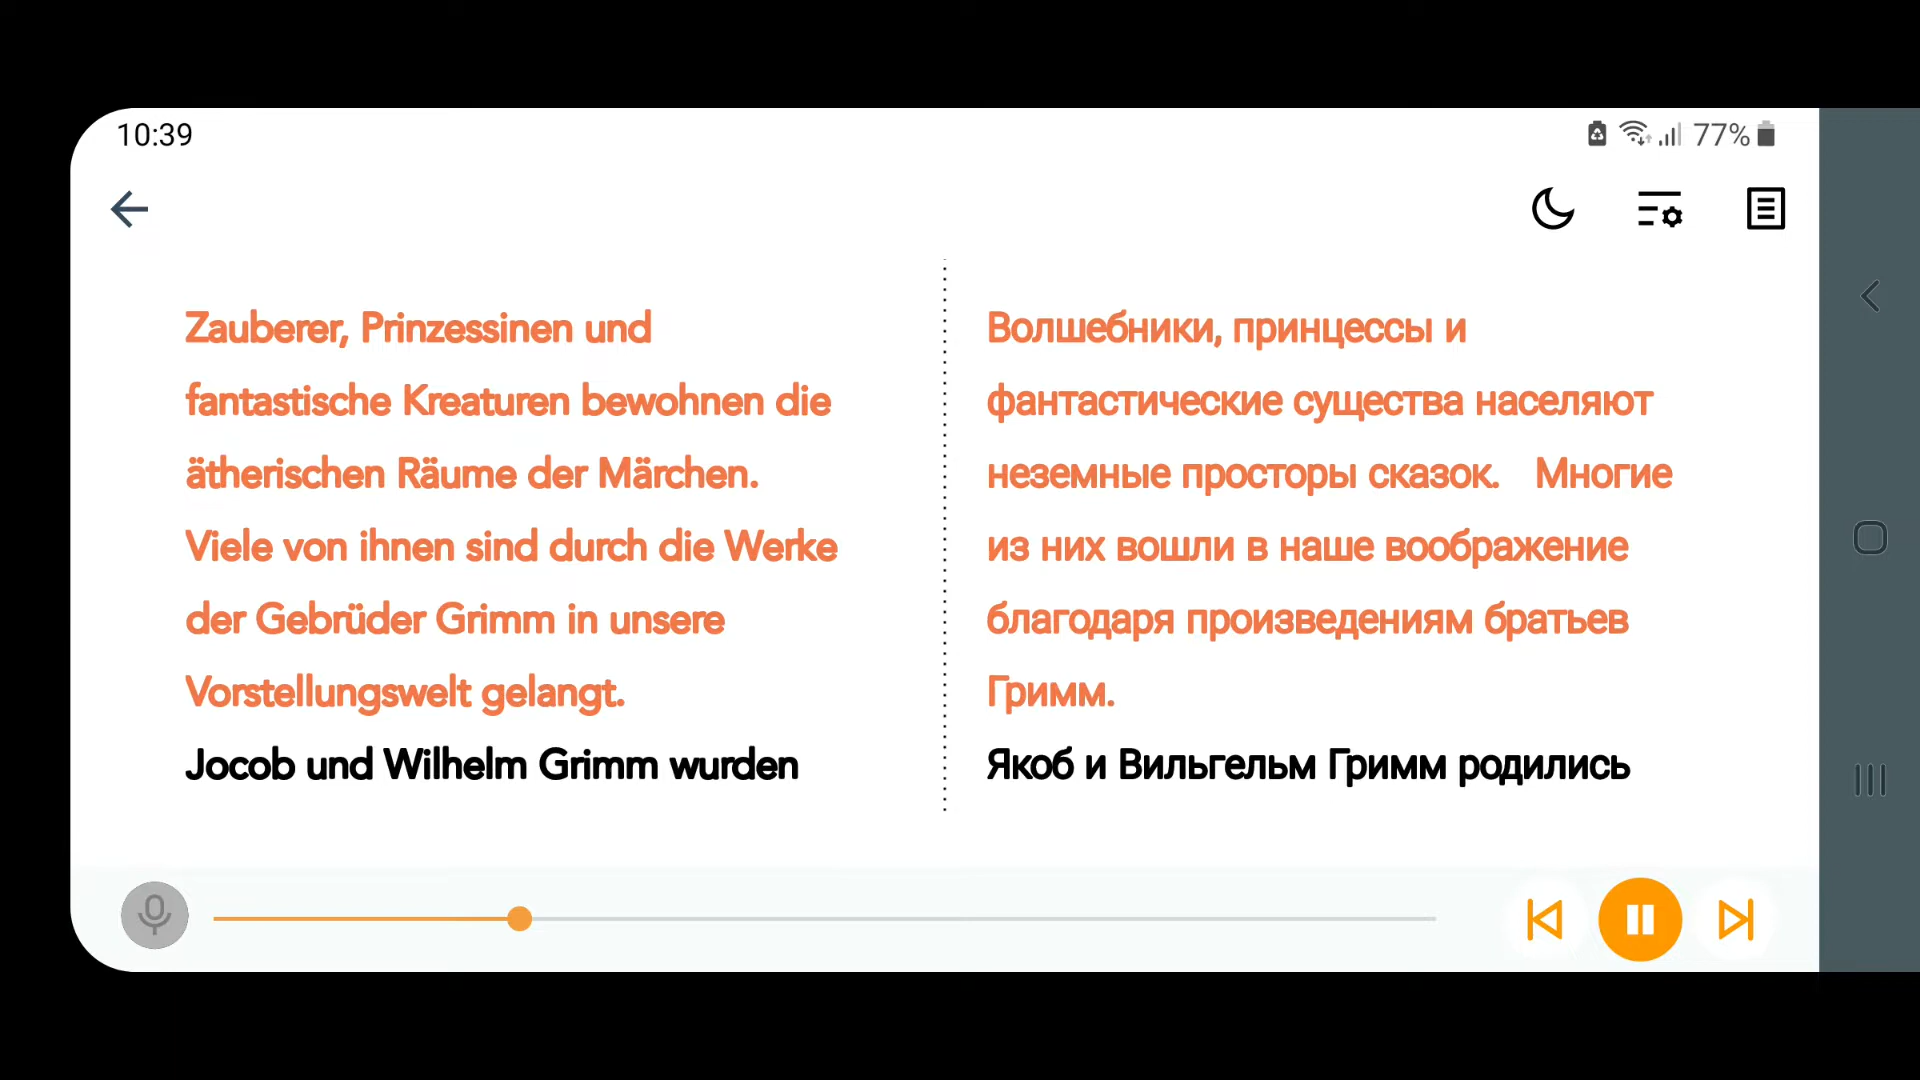 10:39
77%
Zauberer, Prinzessinen und
fantastische Kreaturen bewohnen die
ätherischen Räume der Märchen.
Viele von ihnen sind durch die Werke
der Gebrüder Grimm in unsere
Vorstellungswelt gelangt.
Jocob und Wilhelm Grimm wurden
Волшебники, принцессы и
фантастические существа населяют
неземные просторы сказок. Многие
из них вошли в наше воображение
благодаря произведениям братьев
Гримм.
Якоб и Вильгельм Гримм родились